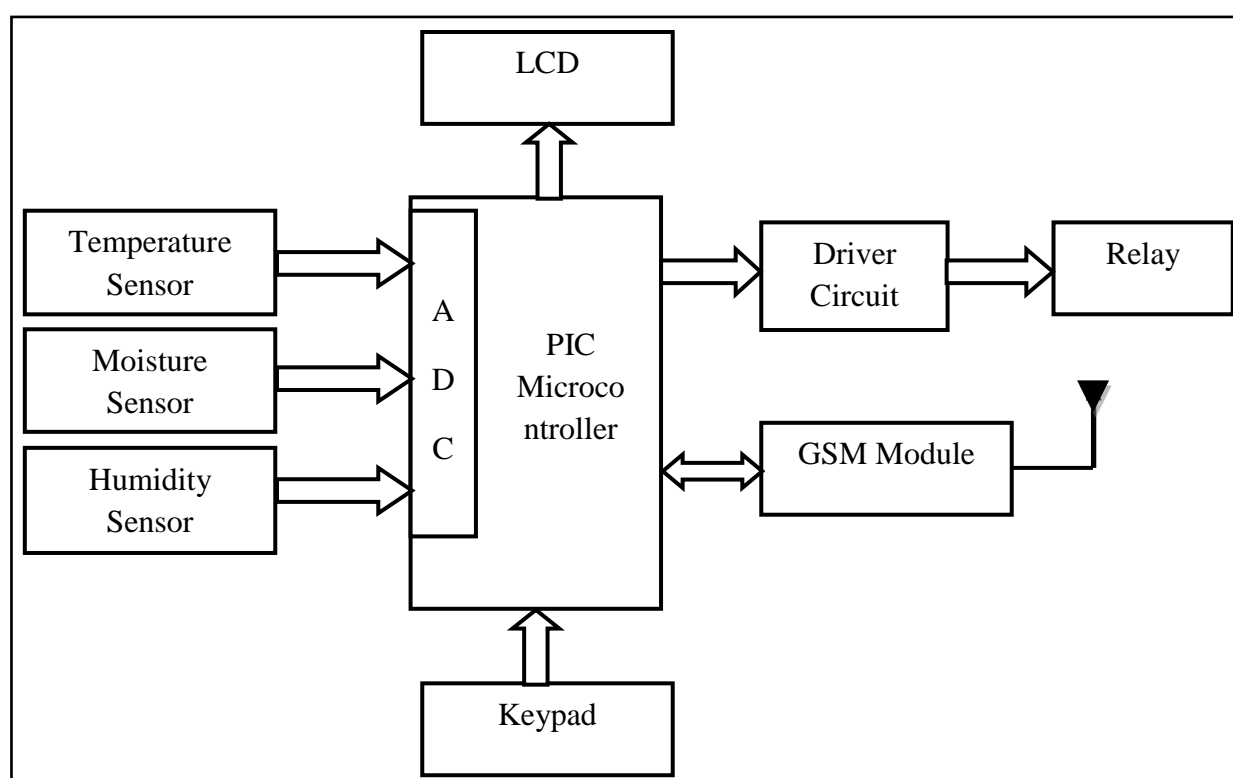 LCD
Temperature
Sensor
Moisture
Sensor
Humidity
Sensor
A
D
C
PIC
Microco
ntroller
Driver
Circuit
Relay
GSM Module
Keypad